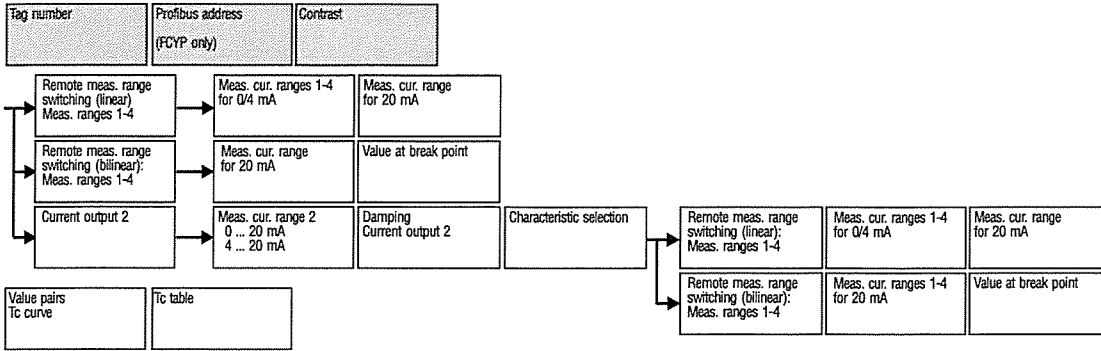 Tag number
Profibus address
(FCYP only)
Contrast
Remote meas. range
switching (linear)
Meas. ranges 1-4
Meas. cur. ranges 1-4
for 0/4 mA
Meas. cur. range
for 20 mA
Remote meas. range
switching (bilinear):
Meas. ranges 1-4
Meas. cur. range
for 20 mA
Value at break point
Current output 2
Meas. cur. range 2
0 ... 20 mA
4 ... 20 mA
Damping
Current output 2
Characteristic selection
Remote meas. range
switching (linear):
Meas. ranges 1-4
Meas. cur. ranges 1-4
for 0/4 mA
Meas. cur. range
for 20 mA
Remote meas. range
switching (bilinear):
Meas. ranges 1-4
Meas. cur. ranges 1-4
for 20 mA
Value at break point
Value pairs
Tc curve
Tc table